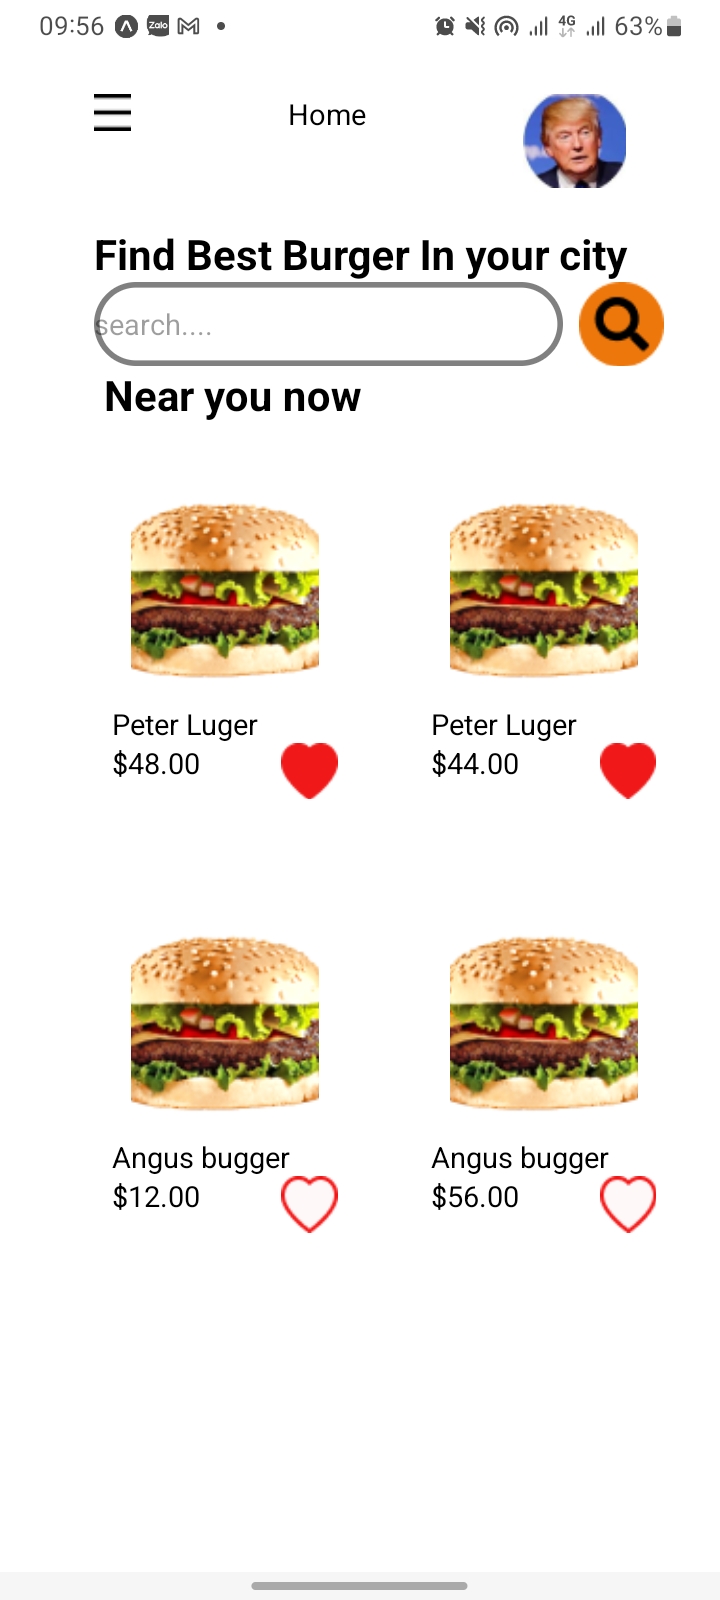 09:56 Zalo 4G 63%
Home
Find Best Burger In your city
search....
Near you now
Peter Luger
$48.00
Peter Luger
$44.00
Angus bugger
$12.00
Angus bugger
$56.00